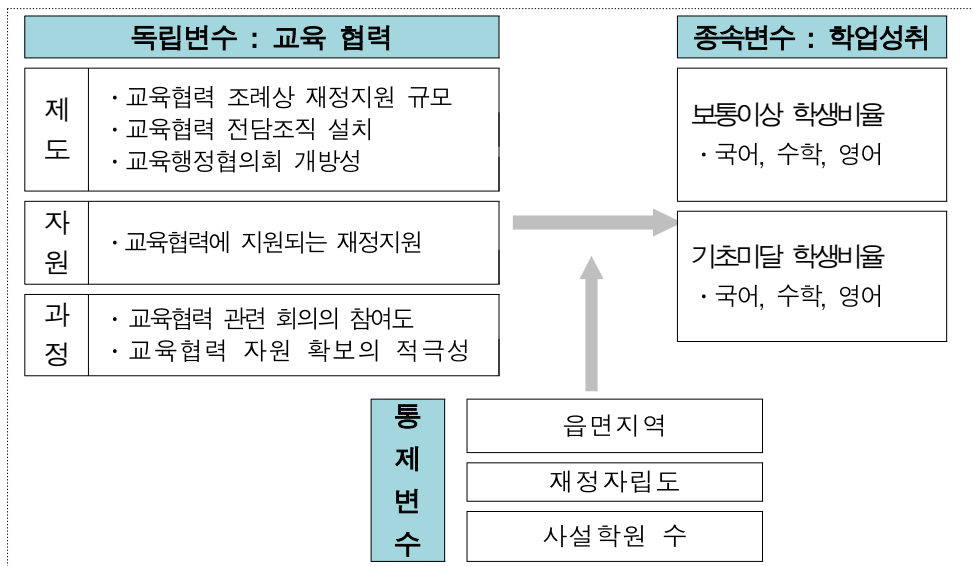 독립변수 : 교육 협력
제도
· 교육협력 조례상 재정지원 규모
· 교육협력 전담조직 설치
· 교육행정협의회 개방성
자원
· 교육협력에 지원되는 재정지원
과정
· 교육협력 관련 회의의 참여도
· 교육협력 자원 확보의 적극성
종속변수 : 학업성취
보통이상 학생비율
· 국어, 수학, 영어
기초미달 학생비율
· 국어, 수학, 영어
통제변수
읍면지역
재정자립도
사설학원 수